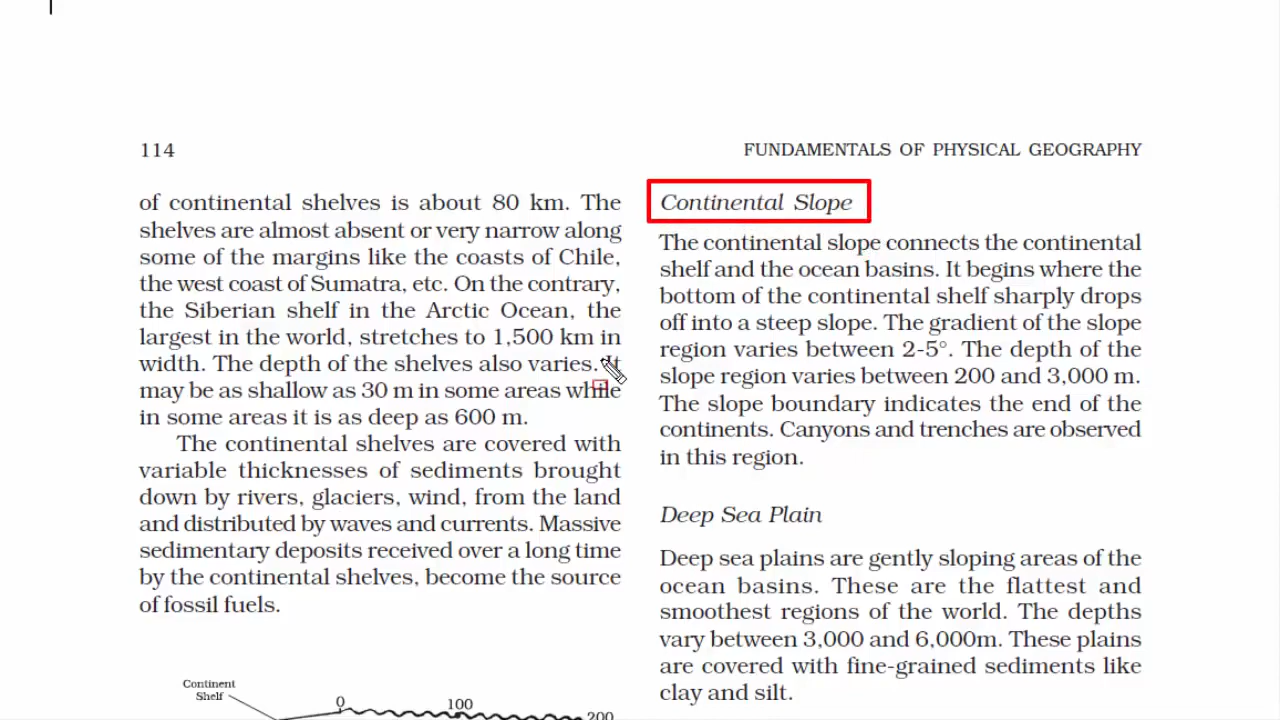 114
FUNDAMENTALS OF PHYSICAL GEOGRAPHY
of continental shelves is about 80 km. The
shelves are almost absent or very narrow along
some of the margins like the coasts of Chile,
the west coast of Sumatra, etc. On the contrary,
the Siberian shelf in the Arctic Ocean, the
largest in the world, stretches to 1,500 km in
width. The depth of the shelves also varies. It
may be as shallow as 30 m in some areas while
in some areas it is as deep as 600 m.
The continental shelves are covered with
variable thicknesses of sediments brought
down by rivers, glaciers, wind, from the land
and distributed by waves and currents. Massive
sedimentary deposits received over a long time
by the continental shelves, become the source
of fossil fuels.
Continent
Shelf
0
100
200
Continental Slope
The continental slope connects the continental
shelf and the ocean basins. It begins where the
bottom of the continental shelf sharply drops
off into a steep slope. The gradient of the slope
region varies between 2-5°. The depth of the
slope region varies between 200 and 3,000 m.
The slope boundary indicates the end of the
continents. Canyons and trenches are observed
in this region.
Deep Sea Plain
Deep sea plains are gently sloping areas of the
ocean basins. These are the flattest and
smoothest regions of the world. The depths
vary between 3,000 and 6,000m. These plains
are covered with fine-grained sediments like
clay and silt.